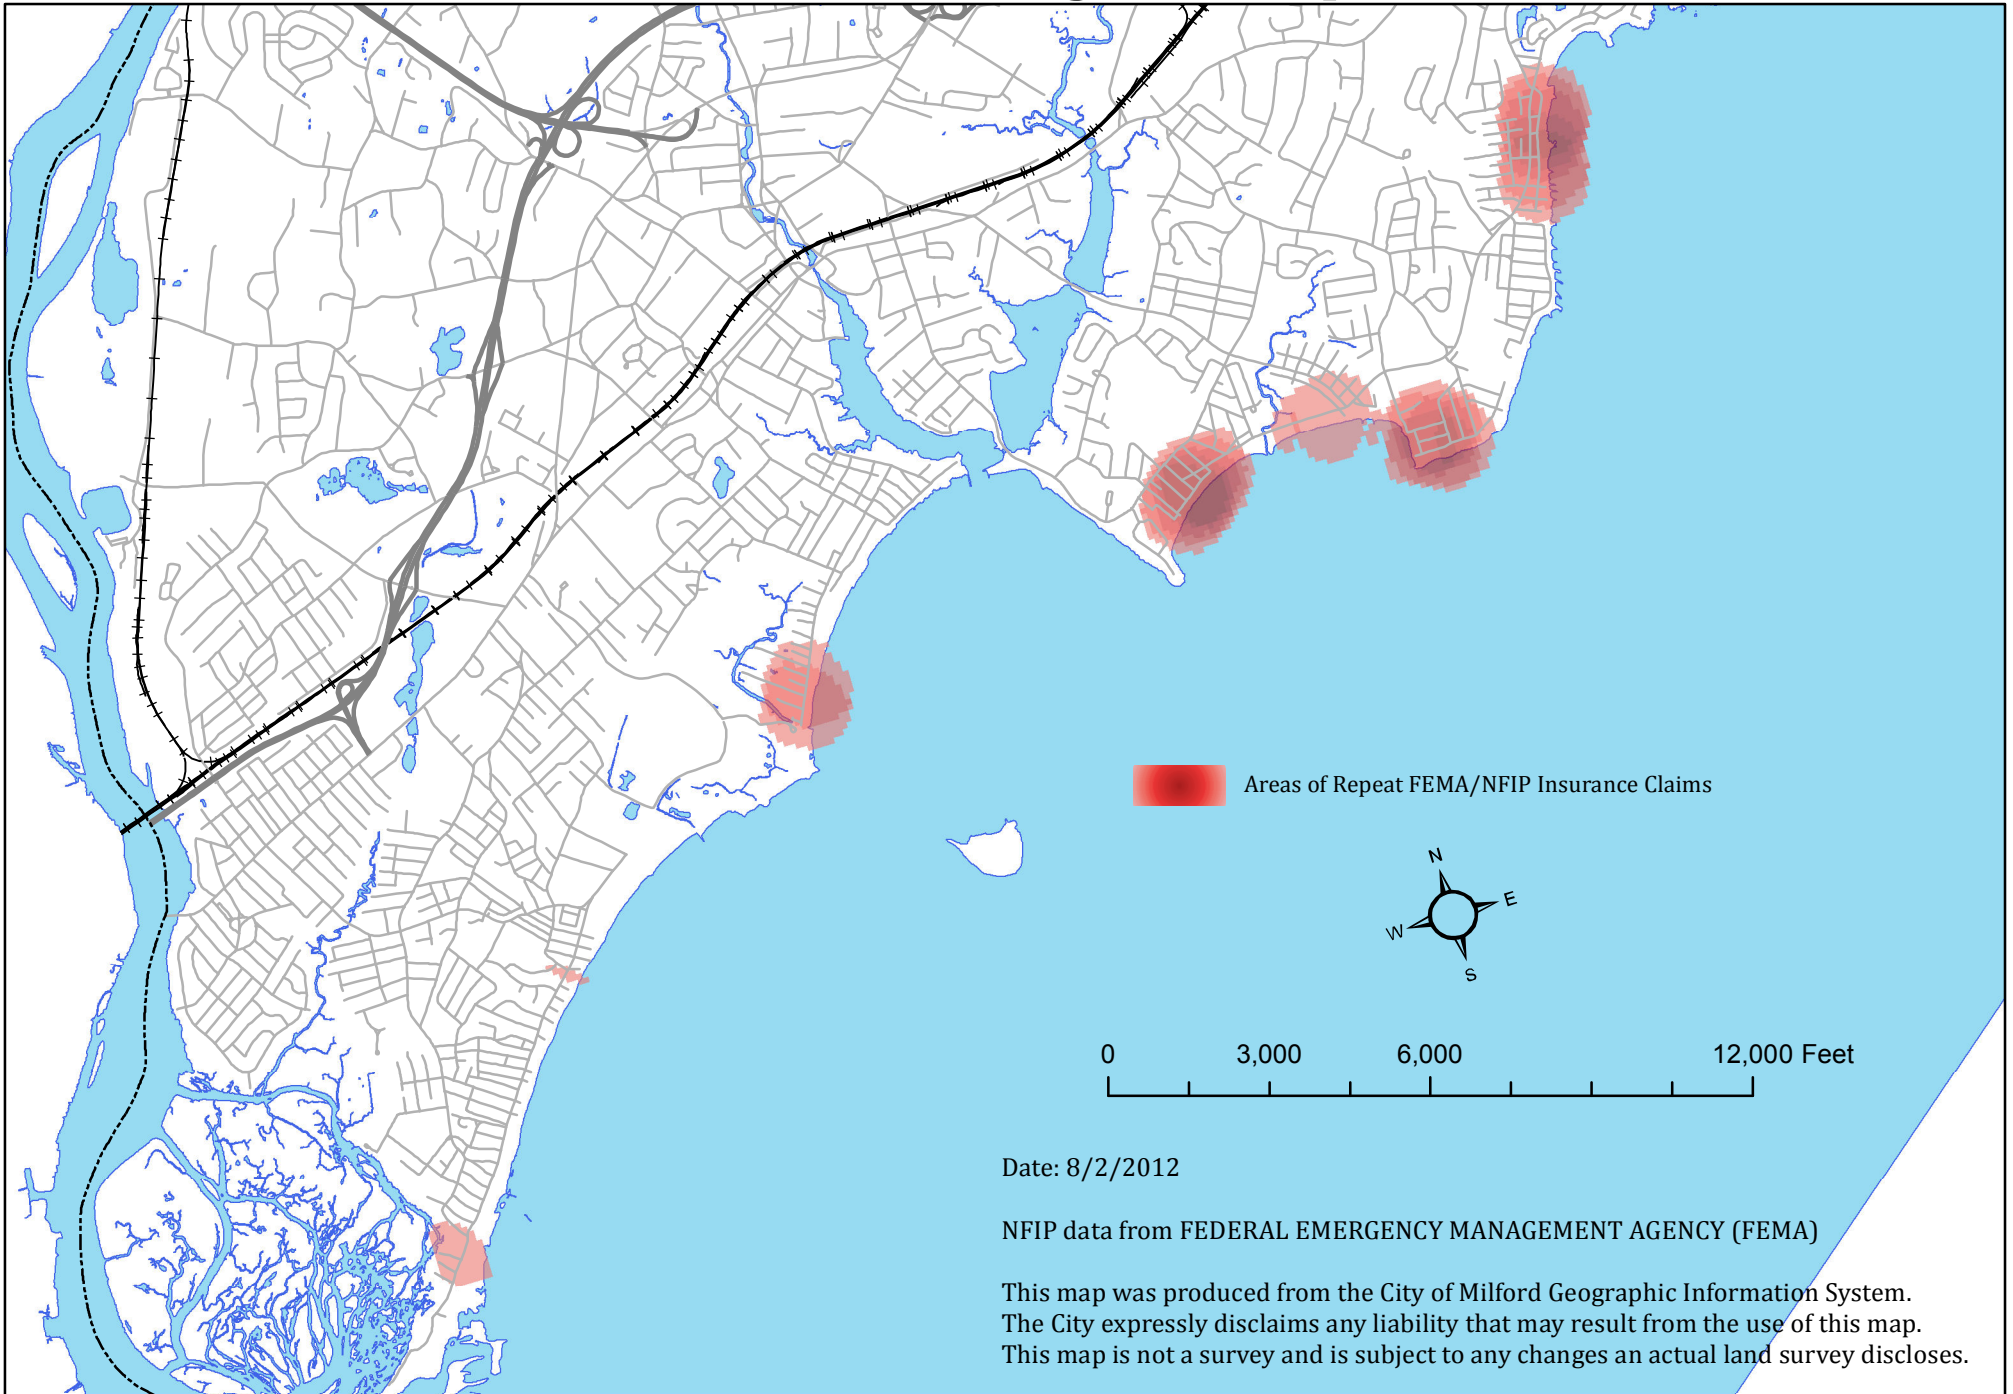 Areas of Repeat FEMA/NFIP Insurance Claims
N
E
W
S
0 3,000 6,000 12,000 Feet
Date: 8/2/2012
NFIP data from FEDERAL EMERGENCY MANAGEMENT AGENCY (FEMA)
This map was produced from the City of Milford Geographic Information System.
The City expressly disclaims any liability that may result from the use of this map.
This map is not a survey and is subject to any changes an actual land survey discloses.